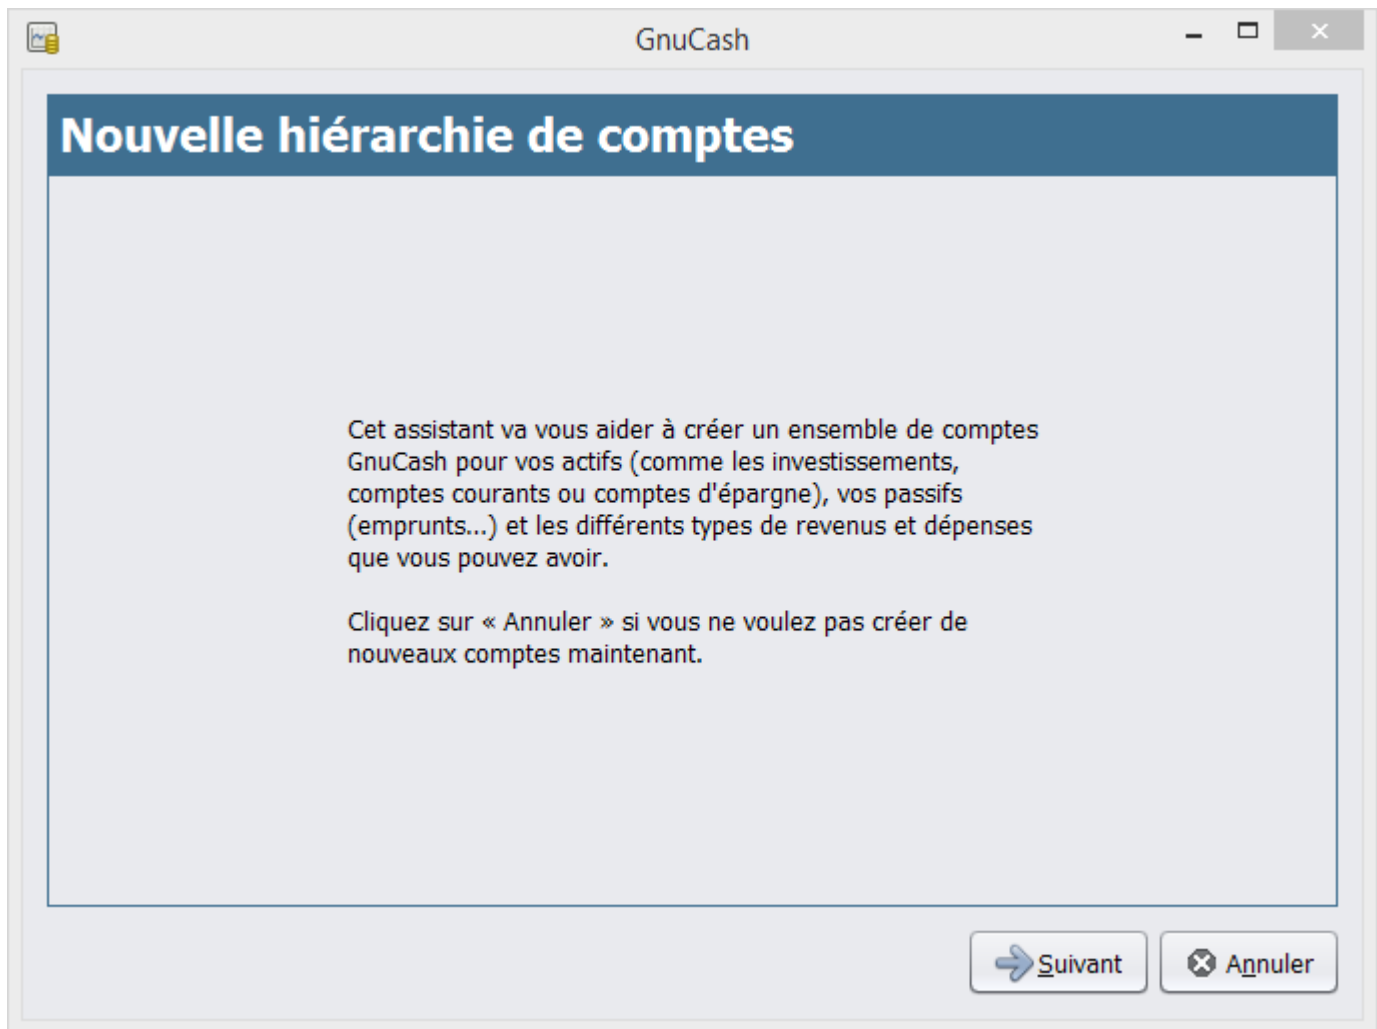 GnuCash
Nouvelle hiérarchie de comptes
Cet assistant va vous aider à créer un ensemble de comptes
GnuCash pour vos actifs (comme les investissements,
comptes courants ou comptes d'épargne), vos passifs
(emprunts...) et les différents types de revenus et dépenses
que vous pouvez avoir.
Cliquez sur « Annuler » si vous ne voulez pas créer de
nouveaux comptes maintenant.
Suivant
Annuler